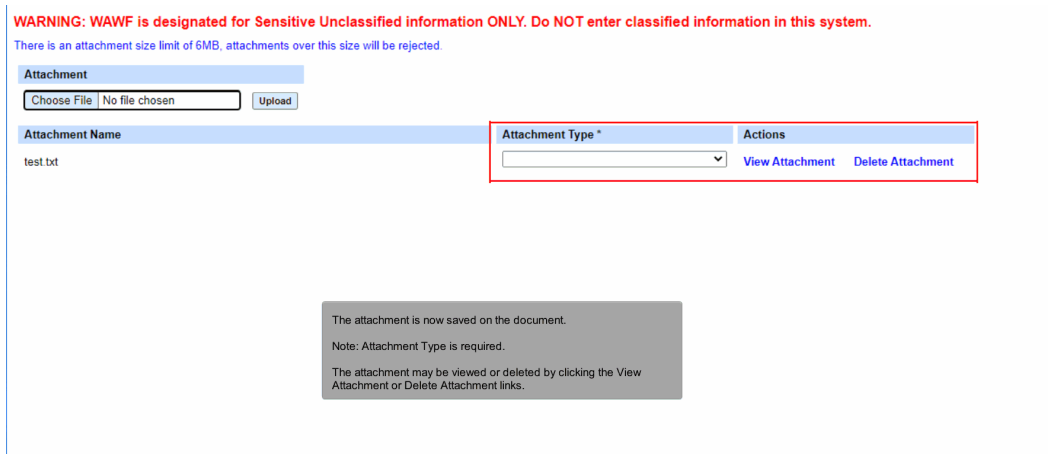 WARNING: WAWF is designated for Sensitive Unclassified information ONLY. Do NOT enter classified information in this system.
There is an attachment size limit of 6MB, attachments over this size will be rejected.
Attachment
Choose File No file chosen Upload
Attachment Name Attachment Type * Actions
test.txt View Attachment Delete Attachment
The attachment is now saved on the document.
Note: Attachment Type is required.
The attachment may be viewed or deleted by clicking the View
Attachment or Delete Attachment links.